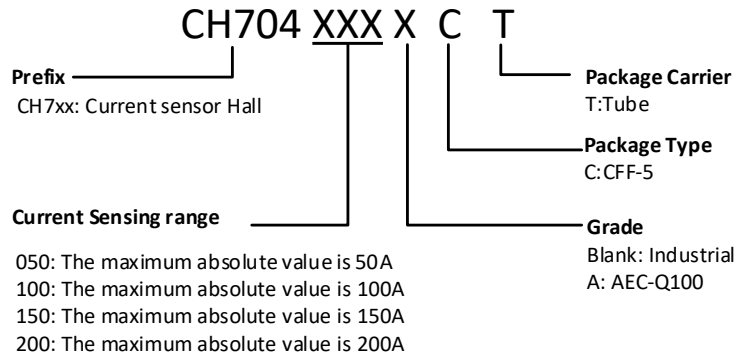 CH704 XXX X C T
Prefix
CH7xx: Current sensor Hall
Package Carrier
T:Tube
Package Type
C:CFF-5
Current Sensing range
050: The maximum absolute value is 50A
100: The maximum absolute value is 100A
150: The maximum absolute value is 150A
200: The maximum absolute value is 200A
Grade
Blank: Industrial
A: AEC-Q100